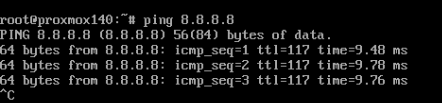 root@proxmox140:~# ping 8.8.8.8
PING 8.8.8.8 (8.8.8.8) 56(84) bytes of data.
64 bytes from 8.8.8.8: icmp_seq=1 ttl=117 time=9.48 ms
64 bytes from 8.8.8.8: icmp_seq=2 ttl=117 time=9.78 ms
64 bytes from 8.8.8.8: icmp_seq=3 ttl=117 time=9.76 ms
^C